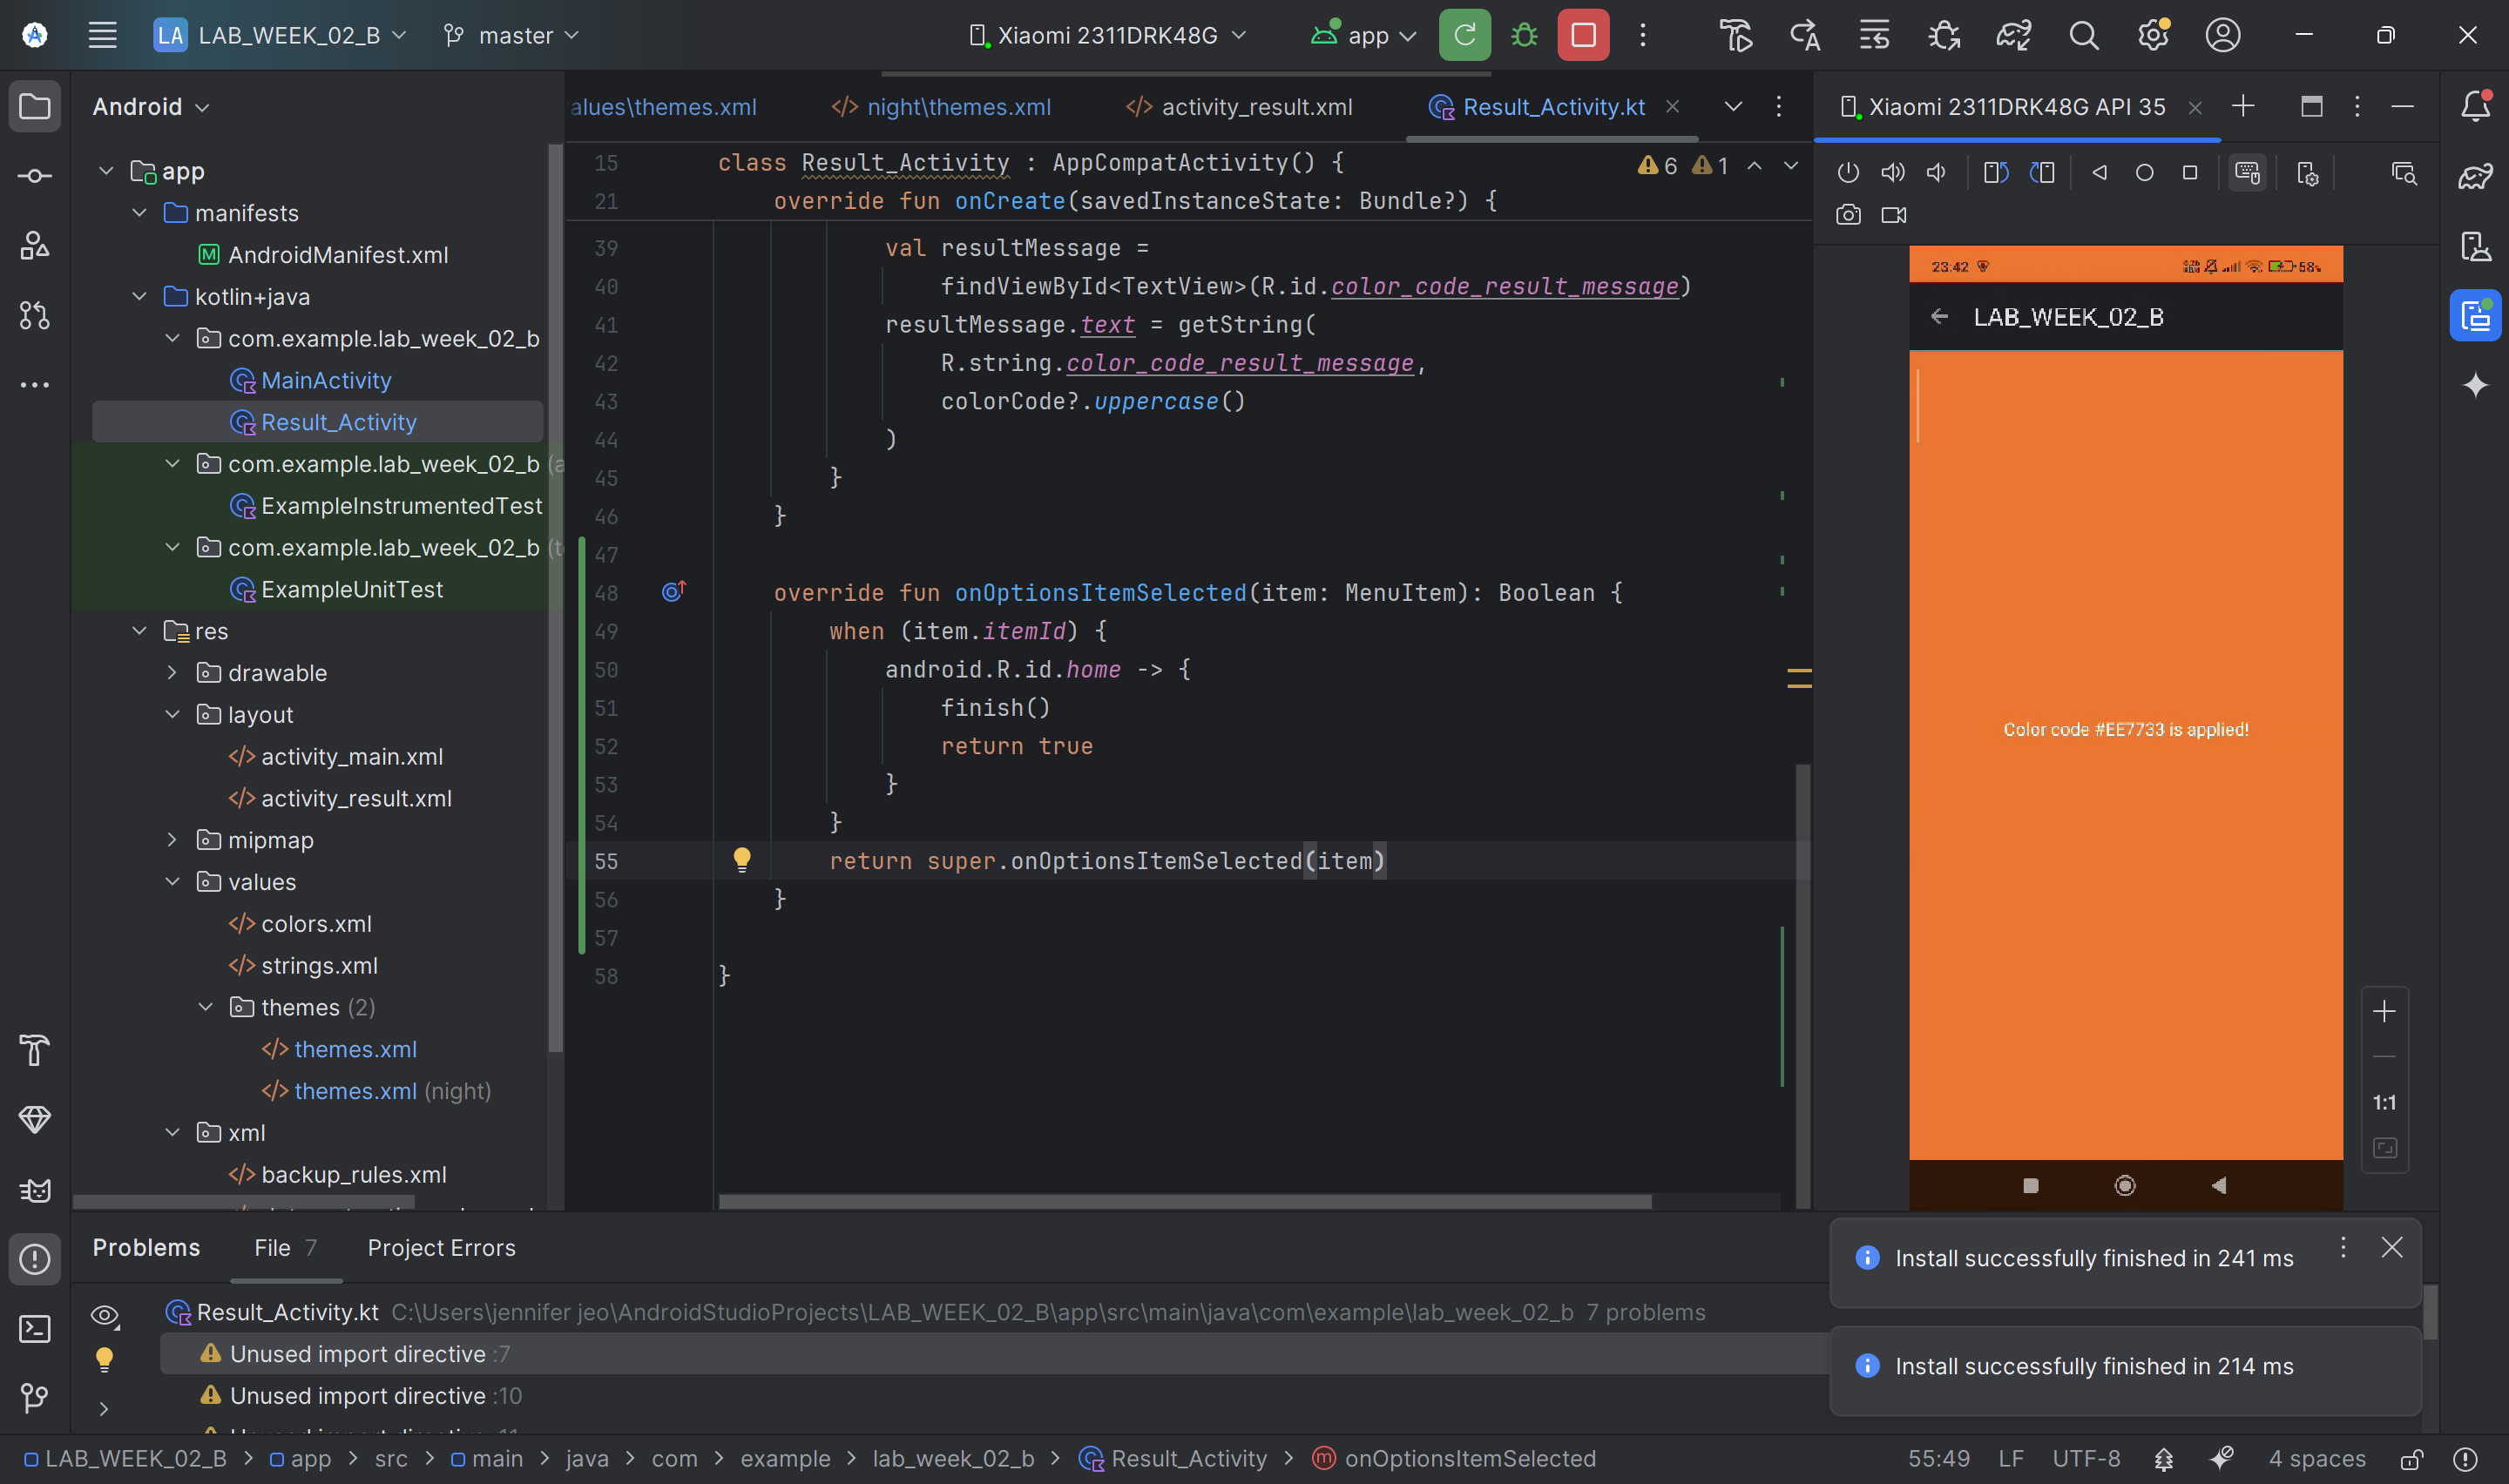 LA LAB_WEEK_02_B master Xiaomi 2311DRK48G app
Android
app
manifests
AndroidManifest.xml
kotlin+java
com.example.lab_week_02_b
MainActivity
Result_Activity
com.example.lab_week_02_b (a
ExampleInstrumentedTest
com.example.lab_week_02_b (t
ExampleUnitTest
res
drawable
layout
activity_main.xml
activity_result.xml
mipmap
values
colors.xml
strings.xml
themes (2)
themes.xml
themes.xml (night)
xml
backup_rules.xml
alues\themes.xml night\themes.xml activity_result.xml Result_Activity.kt
15 class Result_Activity : AppCompatActivity() {
6 1
21 override fun onCreate(savedInstanceState: Bundle?) {
39 val resultMessage =
40 findViewById<TextView>(R.id.color_code_result_message)
41 resultMessage.text = getString(
42 R.string.color_code_result_message,
43 colorCode?.uppercase()
44 )
45 }
46 }
47
48 override fun onOptionsItemSelected(item: MenuItem): Boolean {
49 when (item.itemId) {
50 android.R.id.home -> {
51 finish()
52 return true
53 }
54 }
55 return super.onOptionsItemSelected(item)
56 }
57
58 }
Xiaomi 2311DRK48G API 35
23:42
58%
LAB_WEEK_02_B
Color code #EE7733 is applied!
1:1
Problems File 7 Project Errors
Result_Activity.kt C:\Users\jennifer jeo\AndroidStudioProjects\LAB_WEEK_02_B\app\src\main\java\com\example\lab_week_02_b 7 problems
Unused import directive :7
Unused import directive :10
Install successfully finished in 241 ms
Install successfully finished in 214 ms
LAB_WEEK_02_B > app > src > main > java > com > example > lab_week_02_b > Result_Activity > onOptionsItemSelected
55:49 LF UTF-8 4 spaces